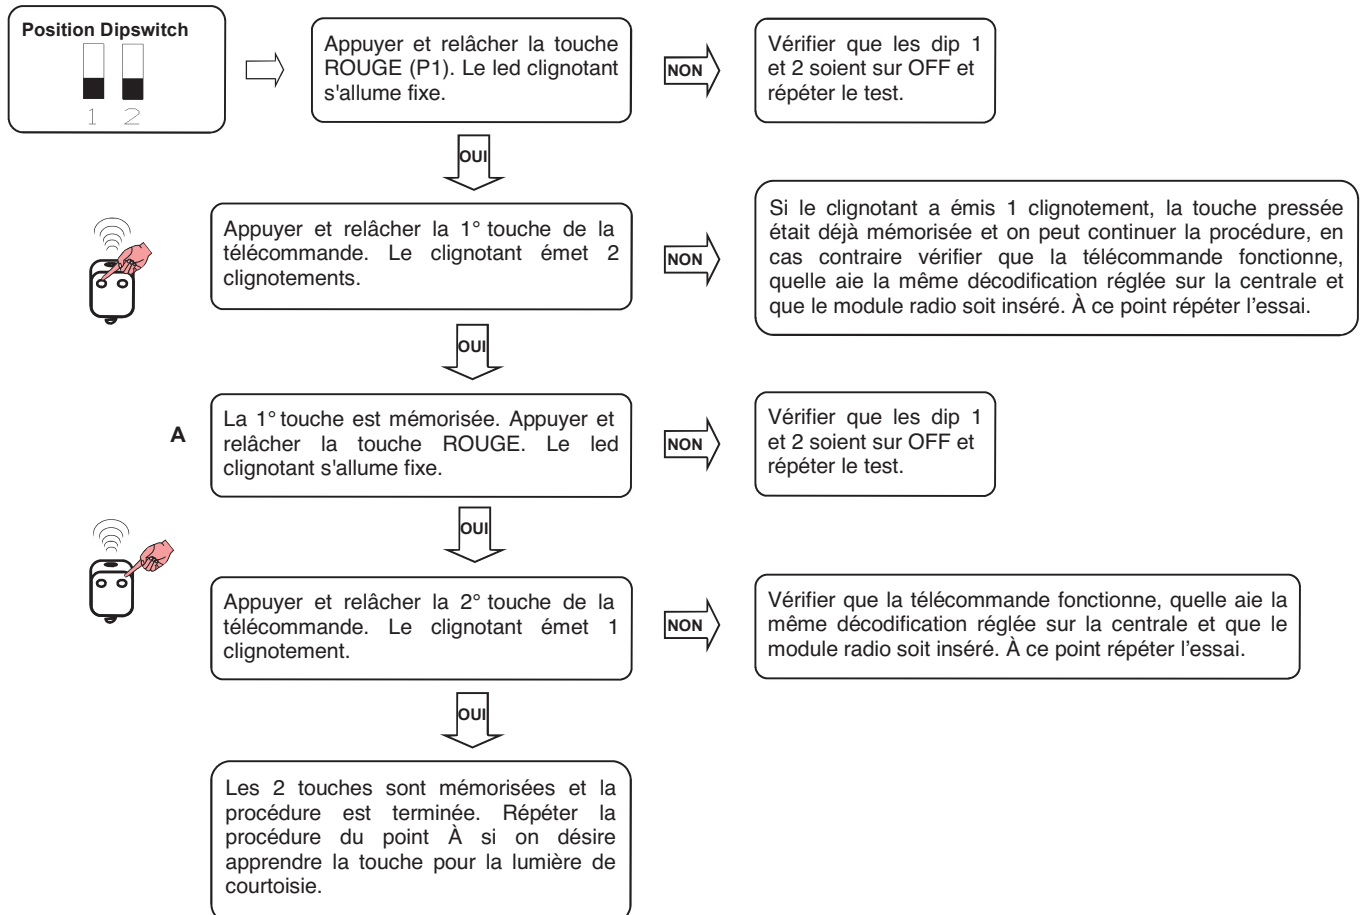 Position Dipswitch
1 2
Appuyer et relâcher la touche
ROUGE (P1). Le led clignotant
s'allume fixe.
NON
Vérifier que les dip 1
et 2 soient sur OFF et
répéter le test.
OUI
Appuyer et relâcher la 1° touche de la
télécommande. Le clignotant émet 2
clignotements.
NON
Si le clignotant a émis 1 clignotement, la touche pressée
était déjà mémorisée et on peut continuer la procédure, en
cas contraire vérifier que la télécommande fonctionne,
quelle aie la même décodification réglée sur la centrale et
que le module radio soit inséré. À ce point répéter l'essai.
OUI
A
La 1° touche est mémorisée. Appuyer et
relâcher la touche ROUGE. Le led
clignotant s'allume fixe.
NON
Vérifier que les dip 1
et 2 soient sur OFF et
répéter le test.
OUI
Appuyer et relâcher la 2° touche de la
télécommande. Le clignotant émet 1
clignotement.
NON
Vérifier que la télécommande fonctionne, quelle aie la
même décodification réglée sur la centrale et que le
module radio soit inséré. À ce point répéter l'essai.
OUI
Les 2 touches sont mémorisées et la
procédure est terminée. Répéter la
procédure du point À si on désire
apprendre la touche pour la lumière de
courtoisie.